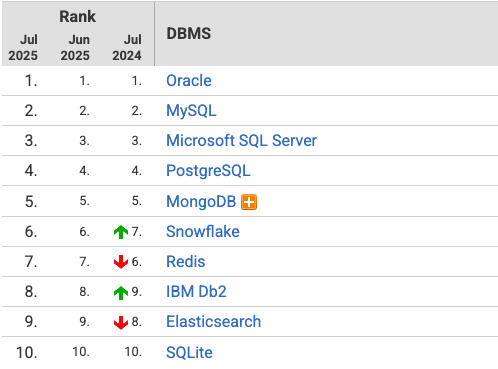 Rank
Jul 2025 Jun 2025 Jul 2024 DBMS
1. 1. 1. Oracle
2. 2. 2. MySQL
3. 3. 3. Microsoft SQL Server
4. 4. 4. PostgreSQL
5. 5. 5. MongoDB
6. 6. 7. Snowflake
7. 7. 6. Redis
8. 8. 9. IBM Db2
9. 9. 8. Elasticsearch
10. 10. 10. SQLite